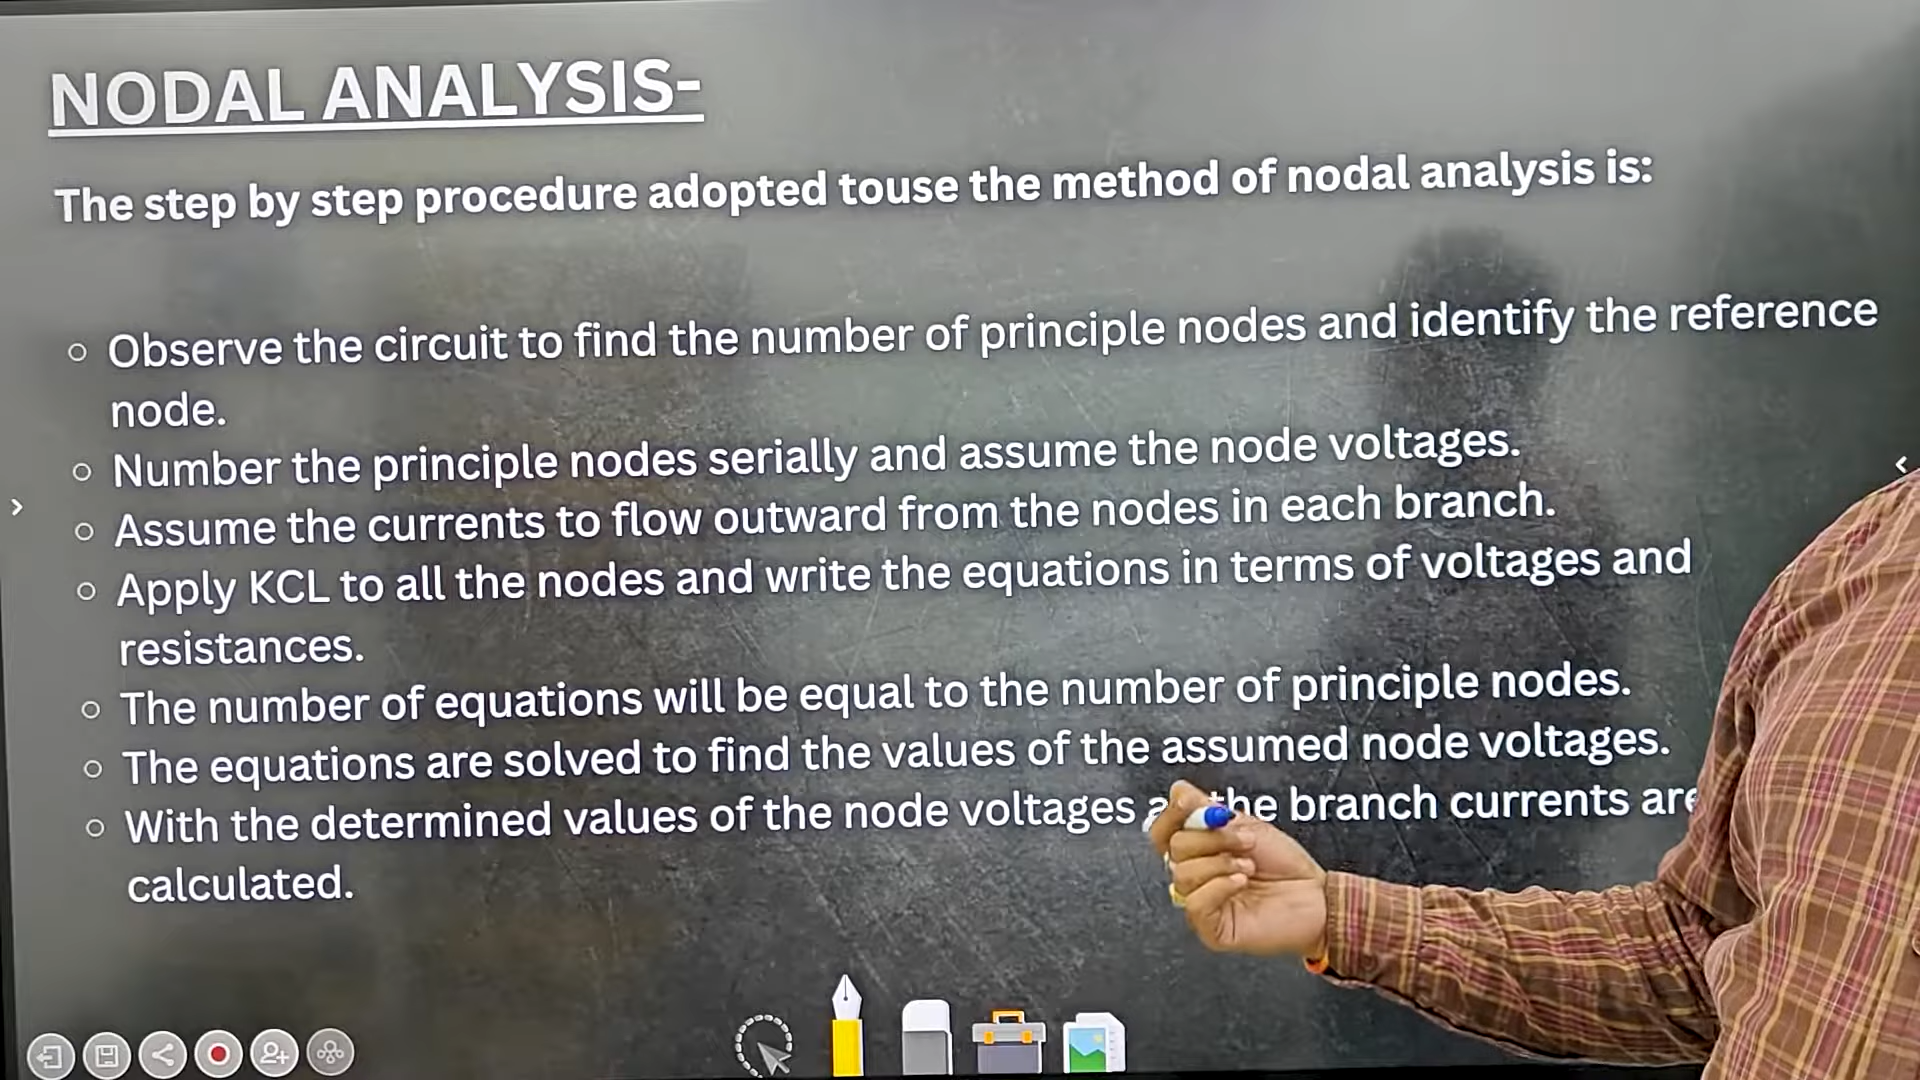 NODAL ANALYSIS-
The step by step procedure adopted touse the method of nodal analysis is:
○ Observe the circuit to find the number of principle nodes and identify the reference
node.
○ Number the principle nodes serially and assume the node voltages.
○ Assume the currents to flow outward from the nodes in each branch.
○ Apply KCL to all the nodes and write the equations in terms of voltages and
resistances.
○ The number of equations will be equal to the number of principle nodes.
○ The equations are solved to find the values of the assumed node voltages.
○ With the determined values of the node voltages the branch currents are
calculated.